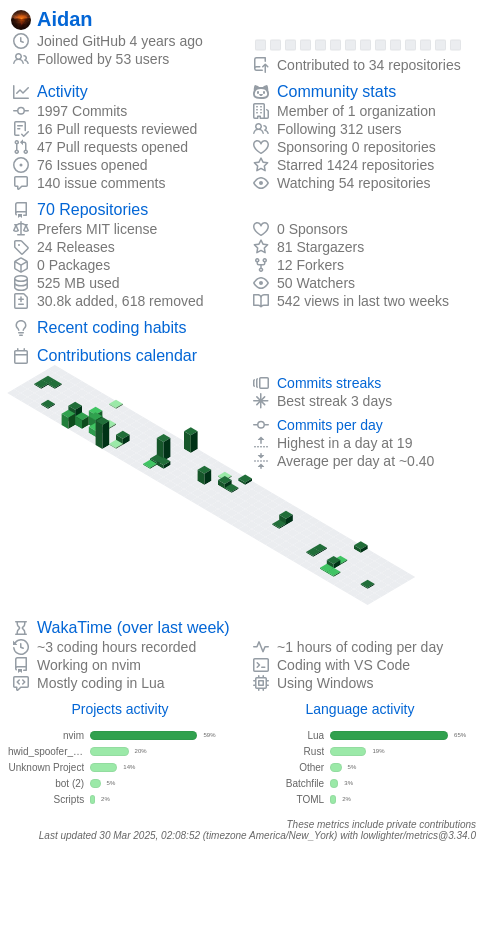 Aidan
Joined GitHub 4 years ago
Followed by 53 users
Contributed to 34 repositories
Activity
1997 Commits
16 Pull requests reviewed
47 Pull requests opened
76 Issues opened
140 issue comments
Community stats
Member of 1 organization
Following 312 users
Sponsoring 0 repositories
Starred 1424 repositories
Watching 54 repositories
70 Repositories
Prefers MIT license
24 Releases
0 Packages
525 MB used
30.8k added, 618 removed
0 Sponsors
81 Stargazers
12 Forkers
50 Watchers
542 views in last two weeks
Recent coding habits
Contributions calendar
Commits streaks
Best streak 3 days
Commits per day
Highest in a day at 19
Average per day at ~0.40
WakaTime (over last week)
~3 coding hours recorded
Working on nvim
Mostly coding in Lua
~1 hours of coding per day
Coding with VS Code
Using Windows
Projects activity
nvim 59%
hwid_spoofer_… 20%
Unknown Project 14%
bot (2) 5%
Scripts 2%
Language activity
Lua 65%
Rust 19%
Other 5%
Batchfile 3%
TOML 2%
These metrics include private contributions
Last updated 30 Mar 2025, 02:08:52 (timezone America/New_York) with lowlighter/metrics@3.34.0